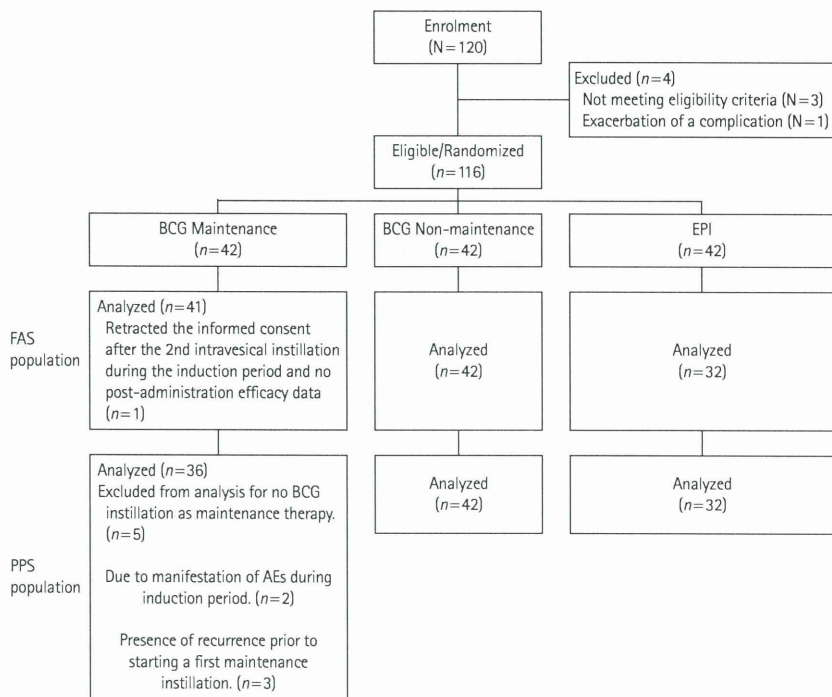 Enrolment
(N=120)
Excluded (n=4)
Not meeting eligibility criteria (N=3)
Exacerbation of a complication (N=1)
Eligible/Randomized
(n=116)
BCG Maintenance
(n=42)
BCG Non-maintenance
(n=42)
EPI
(n=42)
FAS
population
Analyzed (n=41)
Retracted the informed consent
after the 2nd intravesical instillation
during the induction period and no
post-administration efficacy data
(n=1)
Analyzed
(n=42)
Analyzed
(n=32)
PPS
population
Analyzed (n=36)
Excluded from analysis for no BCG
instillation as maintenance therapy.
(n=5)
Due to manifestation of AEs during
induction period. (n=2)
Presence of recurrence prior to
starting a first maintenance
instillation. (n=3)
Analyzed
(n=42)
Analyzed
(n=32)